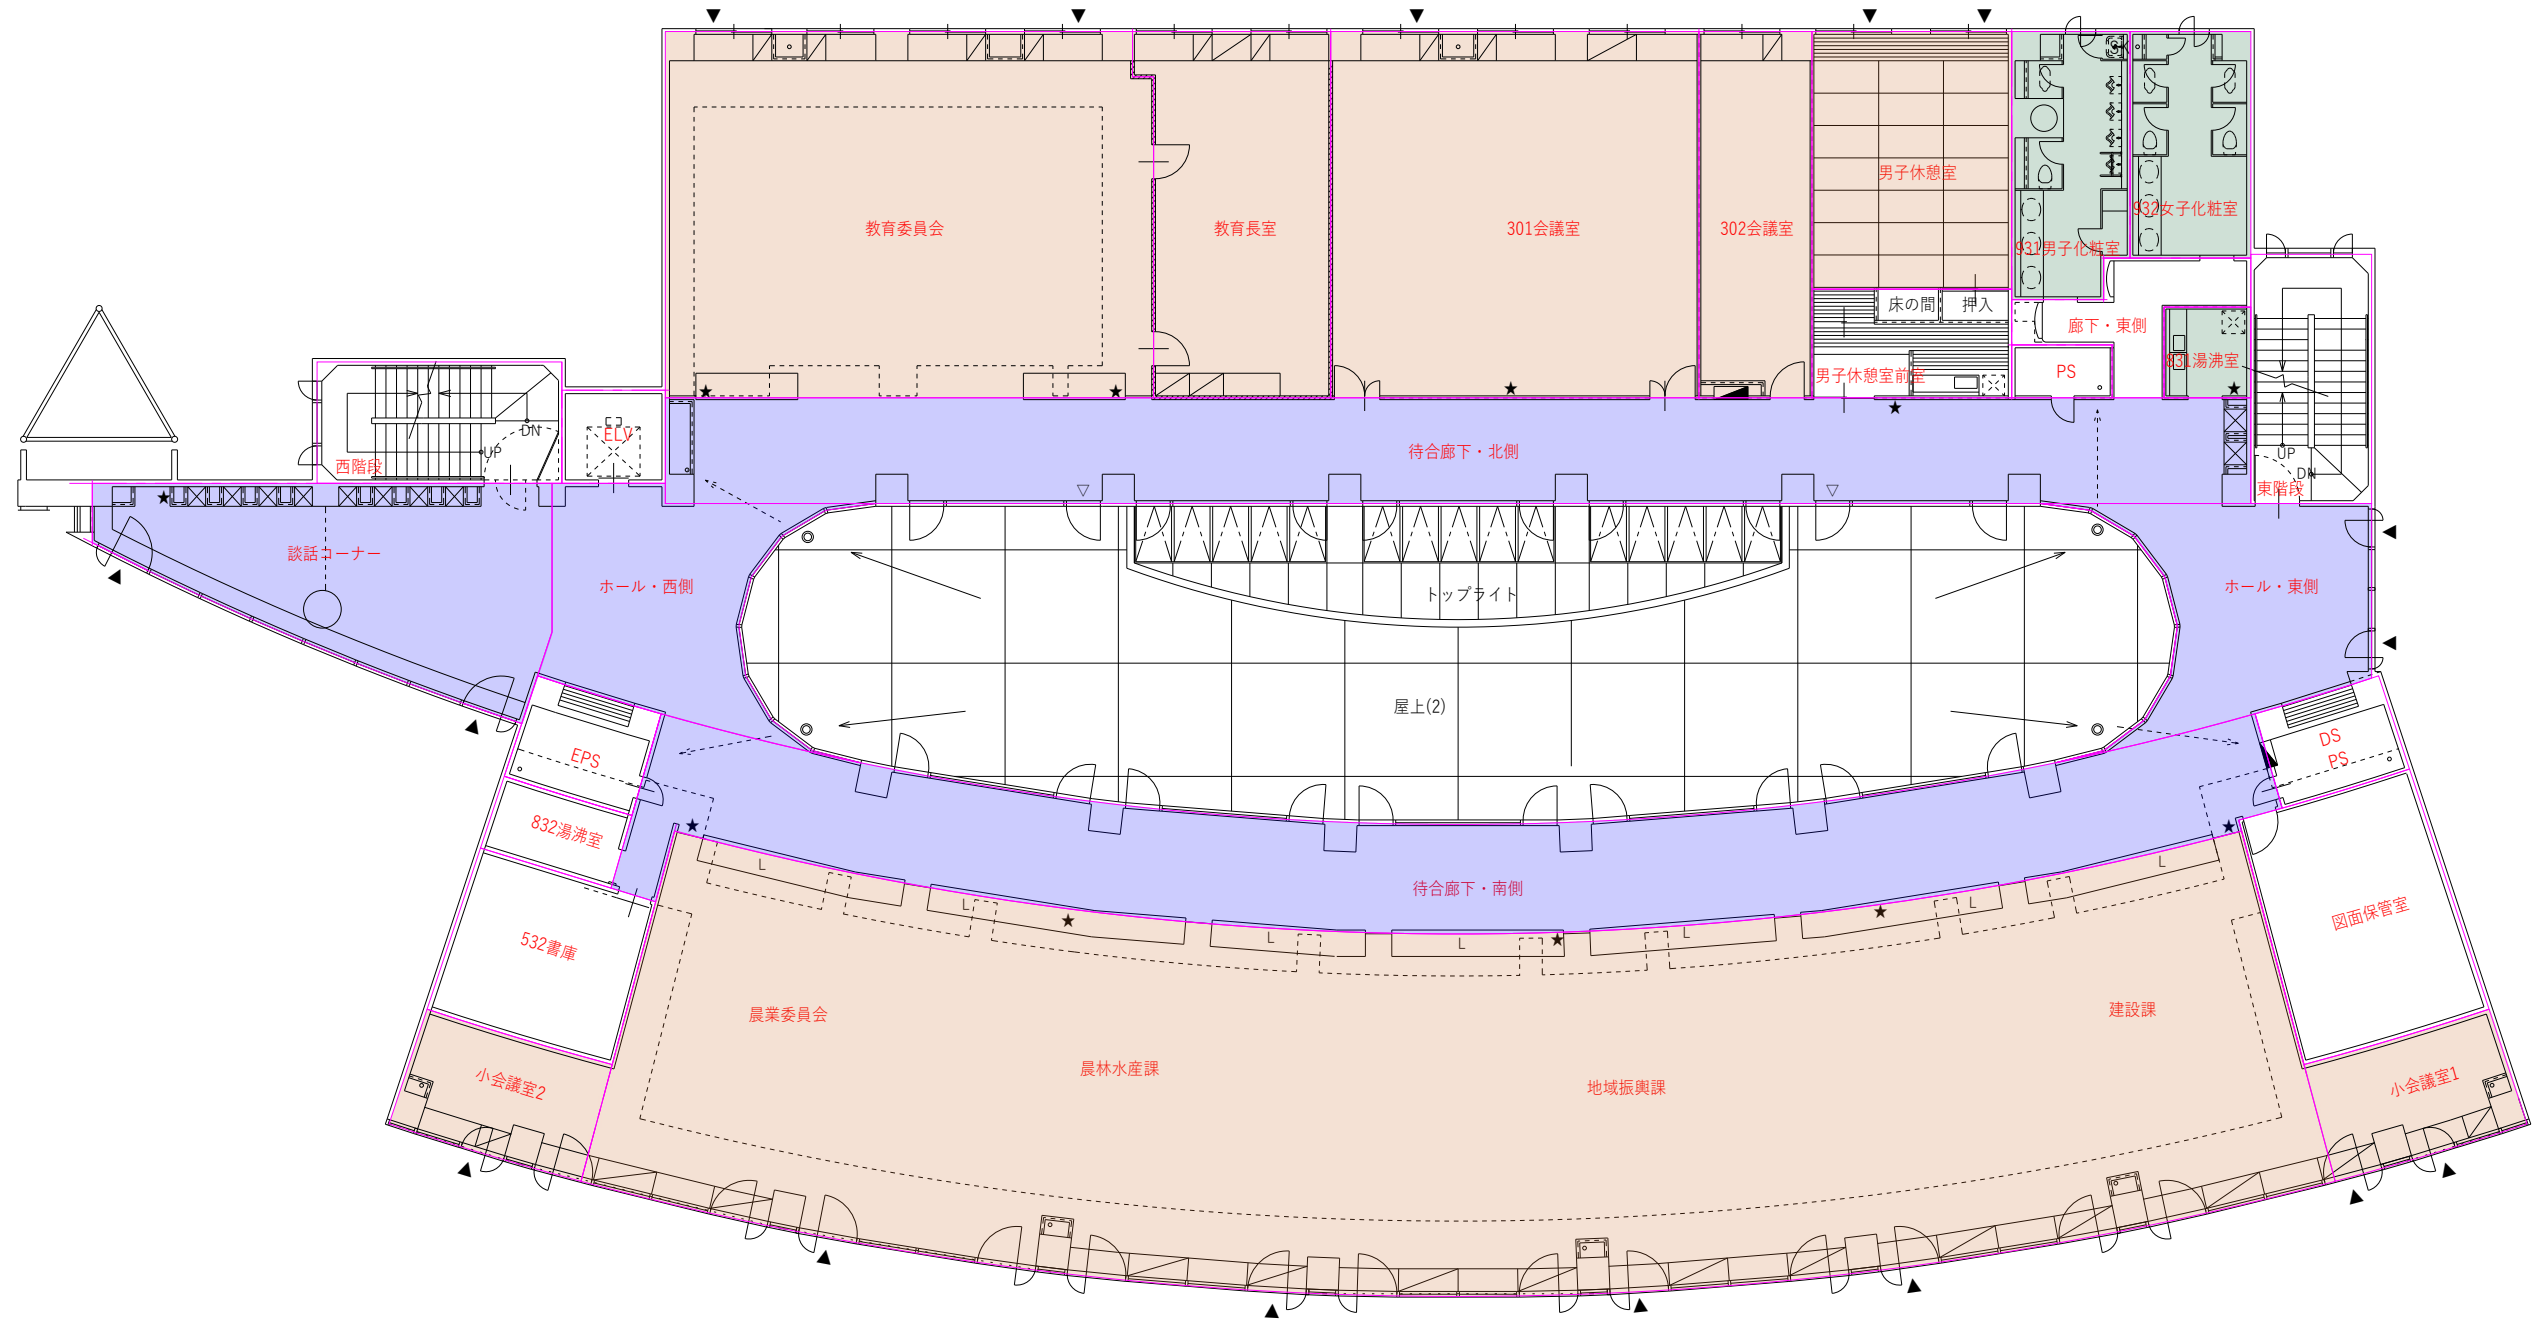 男子休憩室
932女子化粧室
教育委員会
教育長室
301会議室
302会議室
931男子化粧室
床の間
押入
廊下・東側
831湯沸室
PS
男子休憩室前室
DN
ELV
UP
西階段
待合廊下・北側
UP
DN
東階段
談話コーナー
ホール・西側
トップライト
ホール・東側
屋上(2)
EPS
DS
PS
832湯沸室
L
L
待合廊下・南側
L
L
L
L
L
532書庫
図面保管室
晨業委員会
建設課
晨林水産課
地域振興課
小会議室2
小会議室1